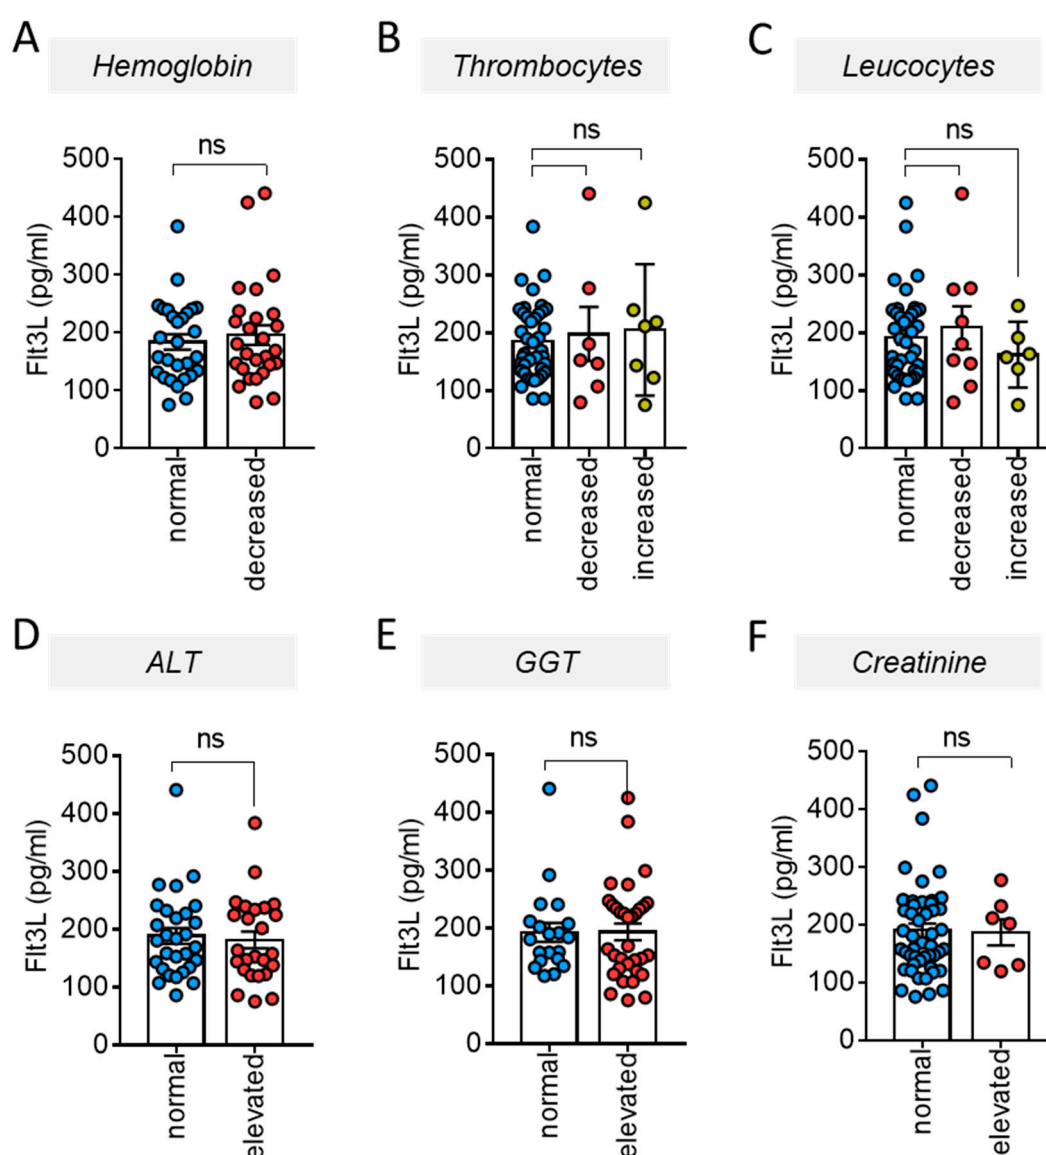 A
Hemoglobin
ns
500
400
300
200
100
0
Flt3L (pg/ml)
normal
decreased
B
Thrombocytes
ns
500
400
300
200
100
0
Flt3L (pg/ml)
normal
decreased
increased
C
Leucocytes
ns
500
400
300
200
100
0
Flt3L (pg/ml)
normal
decreased
increased
D
ALT
ns
500
400
300
200
100
0
Flt3L (pg/ml)
normal
elevated
E
GGT
ns
500
400
300
200
100
0
Flt3L (pg/ml)
normal
elevated
F
Creatinine
ns
500
400
300
200
100
0
Flt3L (pg/ml)
normal
elevated